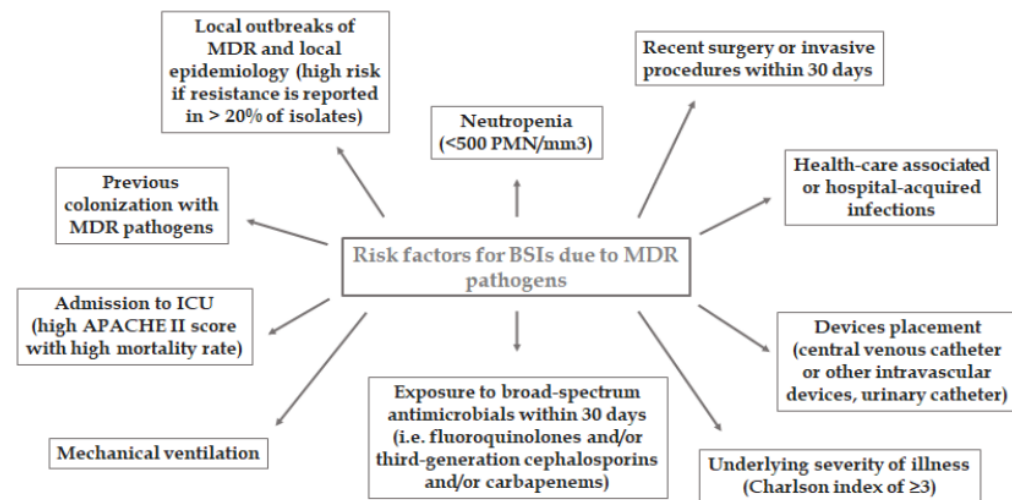 Local outbreaks of
MDR and local
epidemiology (high risk
if resistance is reported
in > 20% of isolates)
Neutropenia
(<500 PMN/mm3)
Recent surgery or invasive
procedures within 30 days
Previous
colonization with
MDR pathogens
Health-care associated
or hospital-acquired
infections
Risk factors for BSIs due to MDR
pathogens
Admission to ICU
(high APACHE II score
with high mortality rate)
Devices placement
(central venous catheter
or other intravascular
devices, urinary catheter)
Mechanical ventilation
Exposure to broad-spectrum
antimicrobials within 30 days
(i.e. fluoroquinolones and/or
third-generation cephalosporins
and/or carbapenems)
Underlying severity of illness
(Charlson index of ≥3)